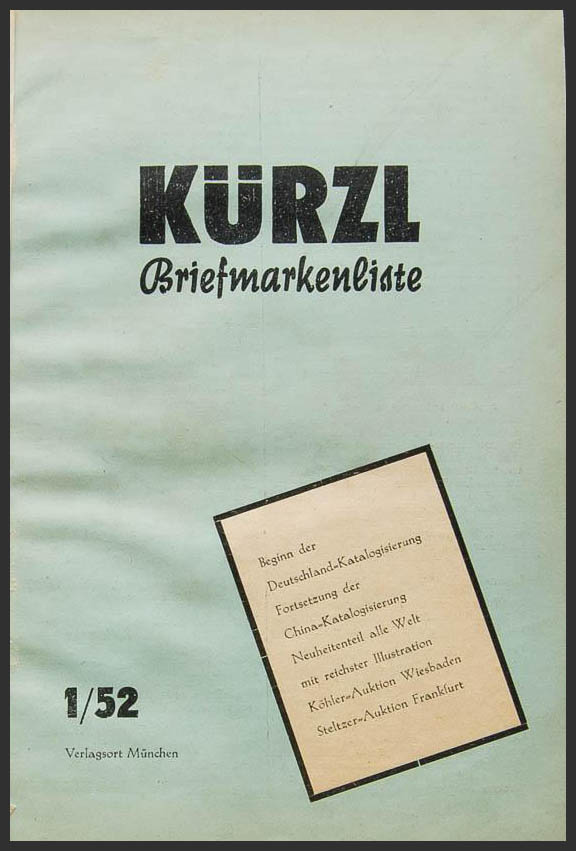 KÜRZL
Briefmarkenliste
Beginn der
Deutschland=Katalogisierung
Fortsetzung der
China=Katalogisierung
Neuheitenteil alle Welt
mit reichster Illustration
Köhler=Auktion Wiesbaden
Steltzer=Auktion Frankfurt
1/52
Verlagsort München